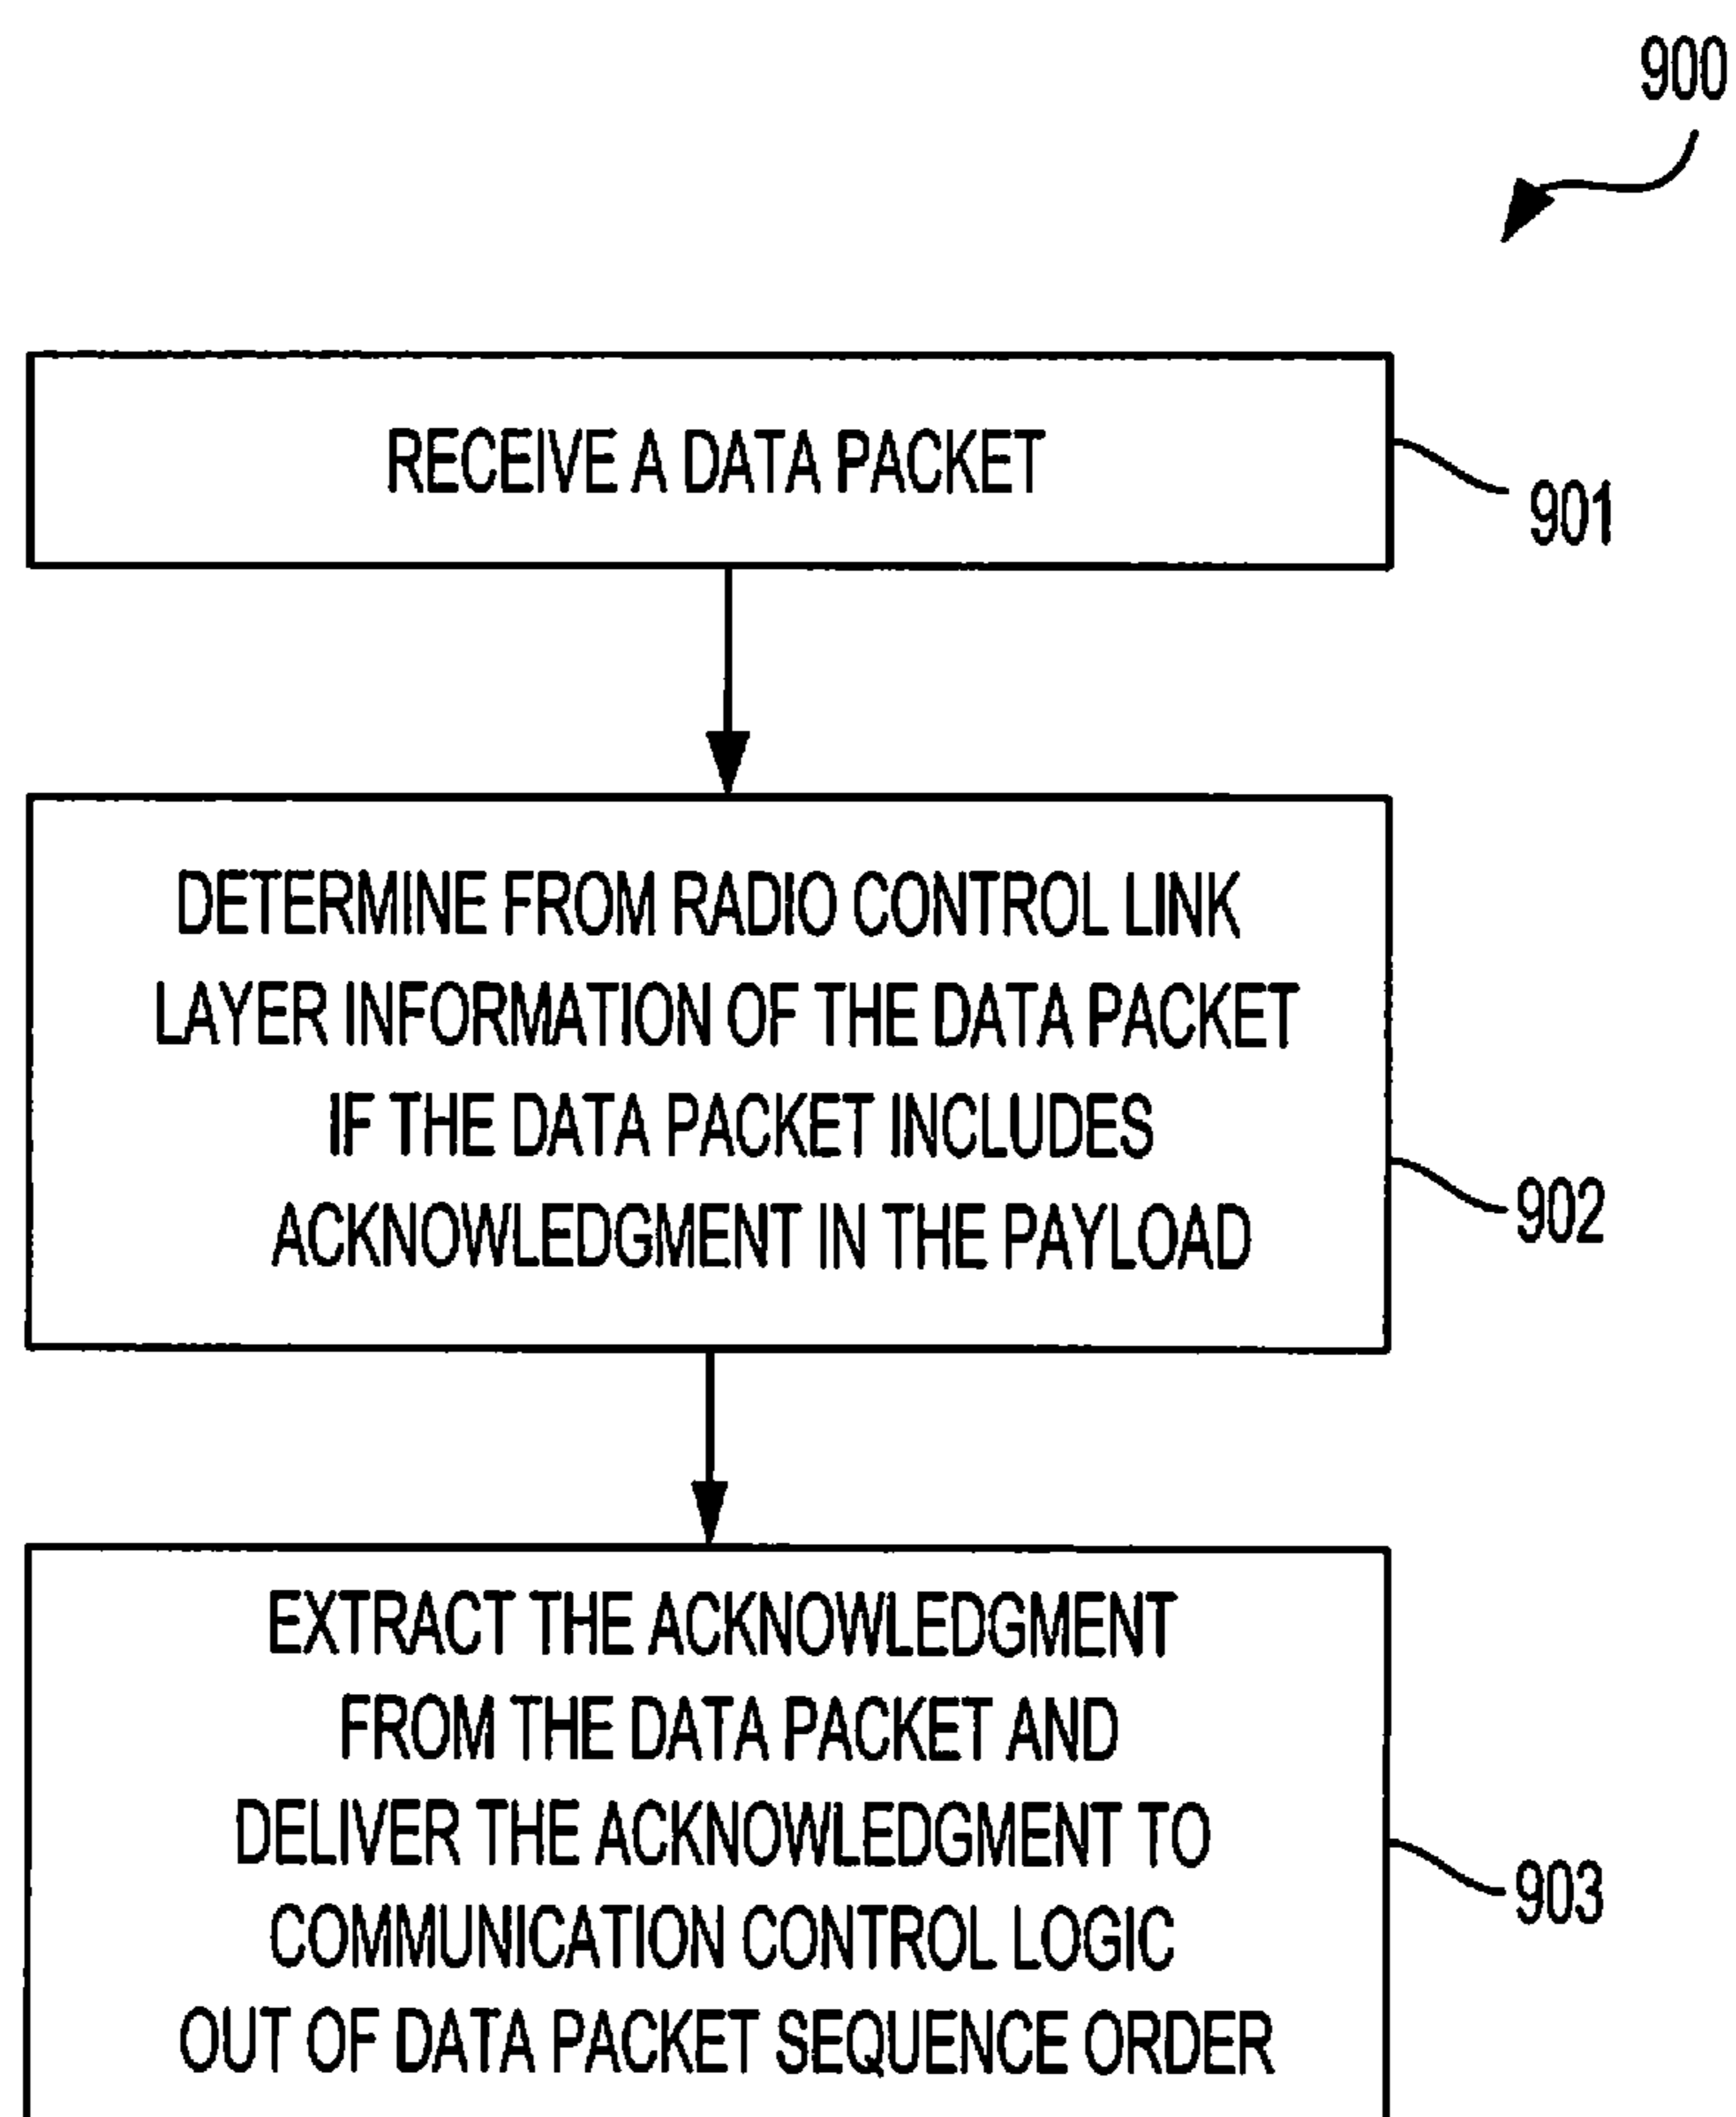 900
RECEIVE A DATA PACKET
901
DETERMINE FROM RADIO CONTROL LINK
LAYER INFORMATION OF THE DATA PACKET
IF THE DATA PACKET INCLUDES
ACKNOWLEDGMENT IN THE PAYLOAD
902
EXTRACT THE ACKNOWLEDGMENT
FROM THE DATA PACKET AND
DELIVER THE ACKNOWLEDGMENT TO
COMMUNICATION CONTROL LOGIC
OUT OF DATA PACKET SEQUENCE ORDER
903